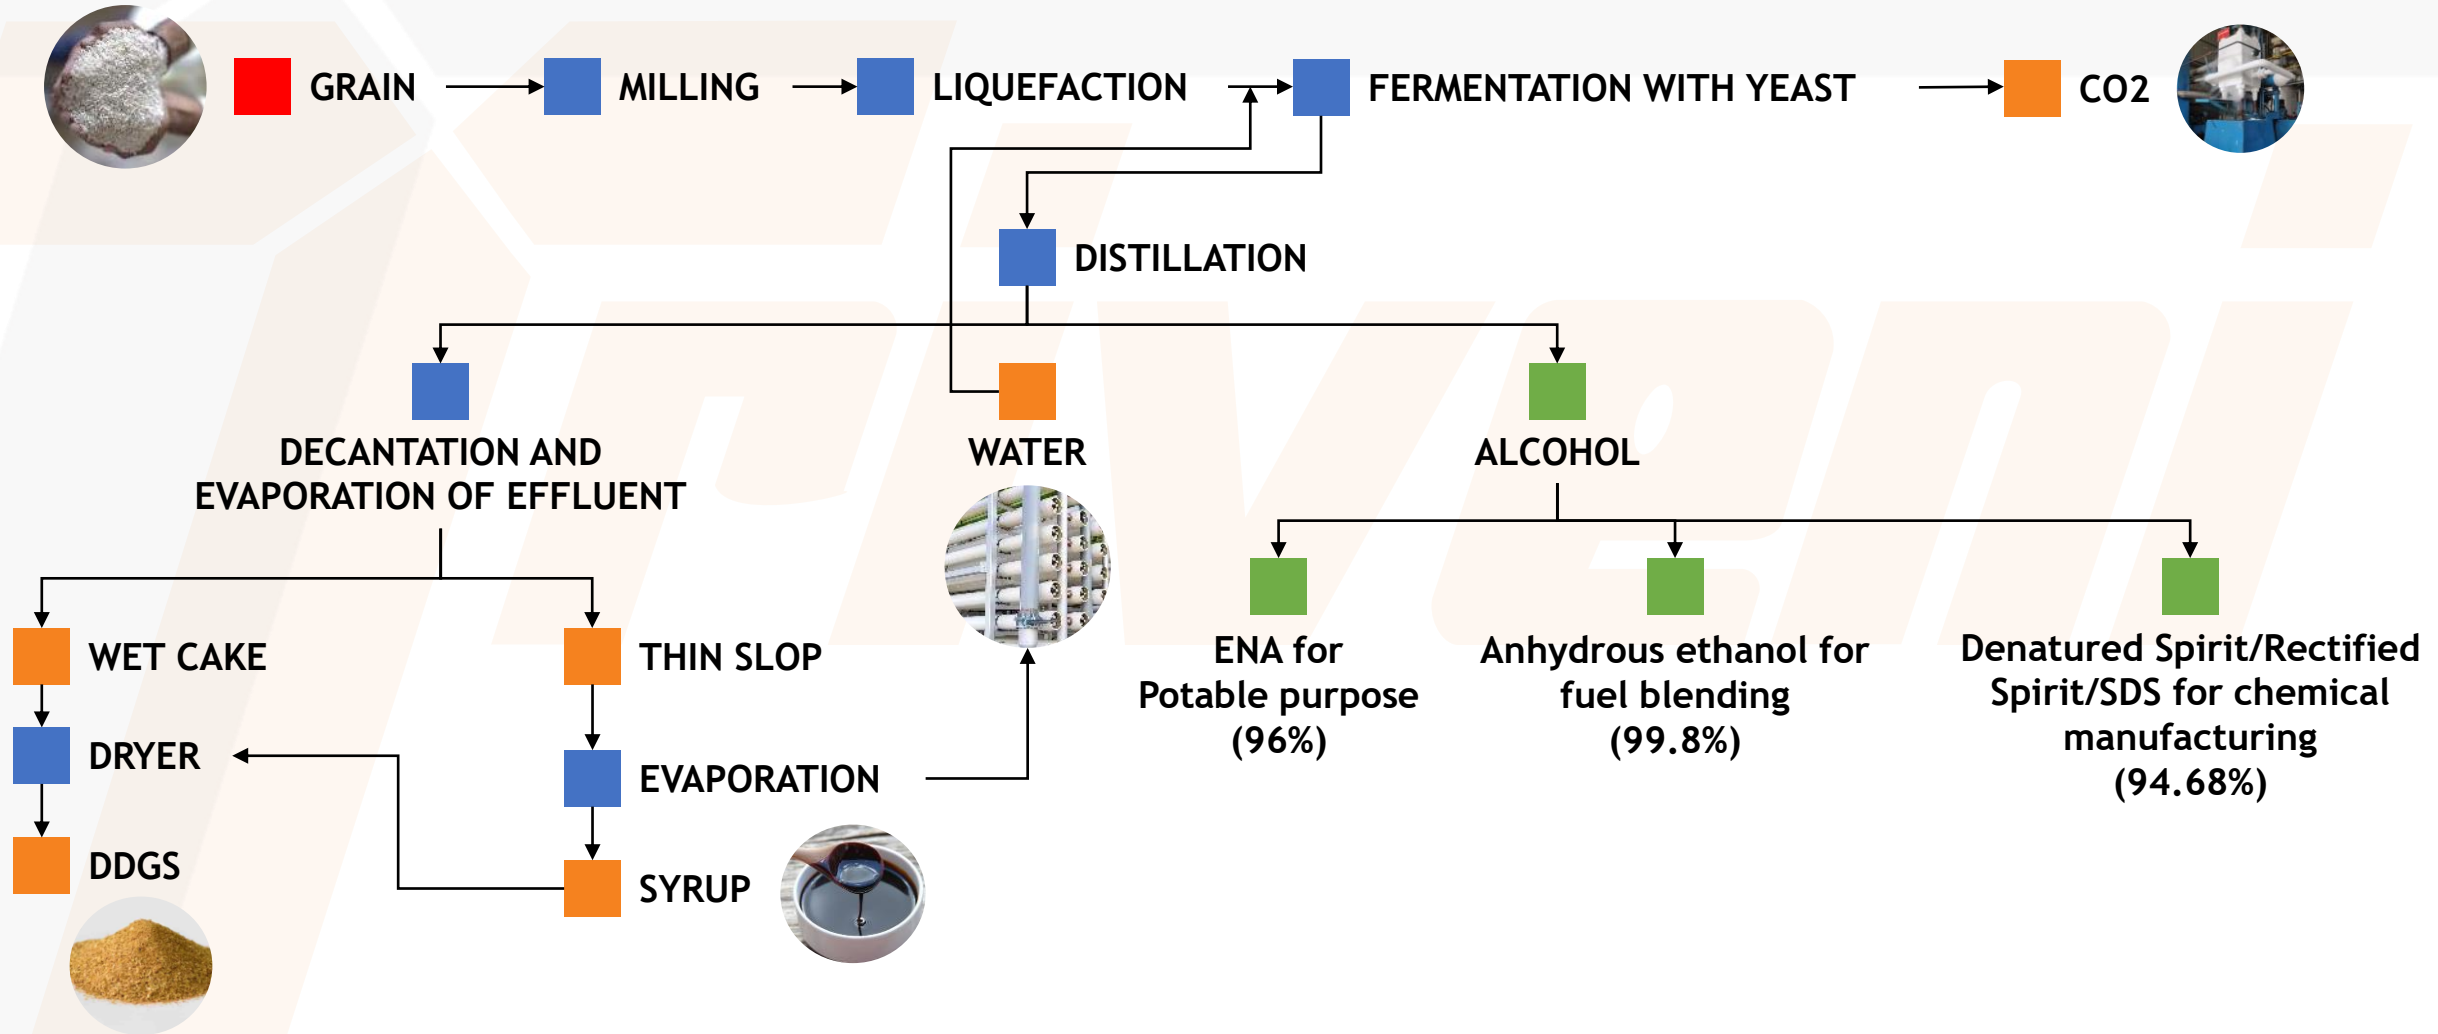 GRAIN
MILLING
LIQUEFACTION
FERMENTATION WITH YEAST
CO2
DISTILLATION
DECANTATION AND
EVAPORATION OF EFFLUENT
WATER
ALCOHOL
WET CAKE
THIN SLOP
DRYER
EVAPORATION
DDGS
SYRUP
ENA for
Potable purpose
(96%)
Anhydrous ethanol for
fuel blending
(99.8%)
Denatured Spirit/Rectified
Spirit/SDS for chemical
manufacturing
(94.68%)
Triveni